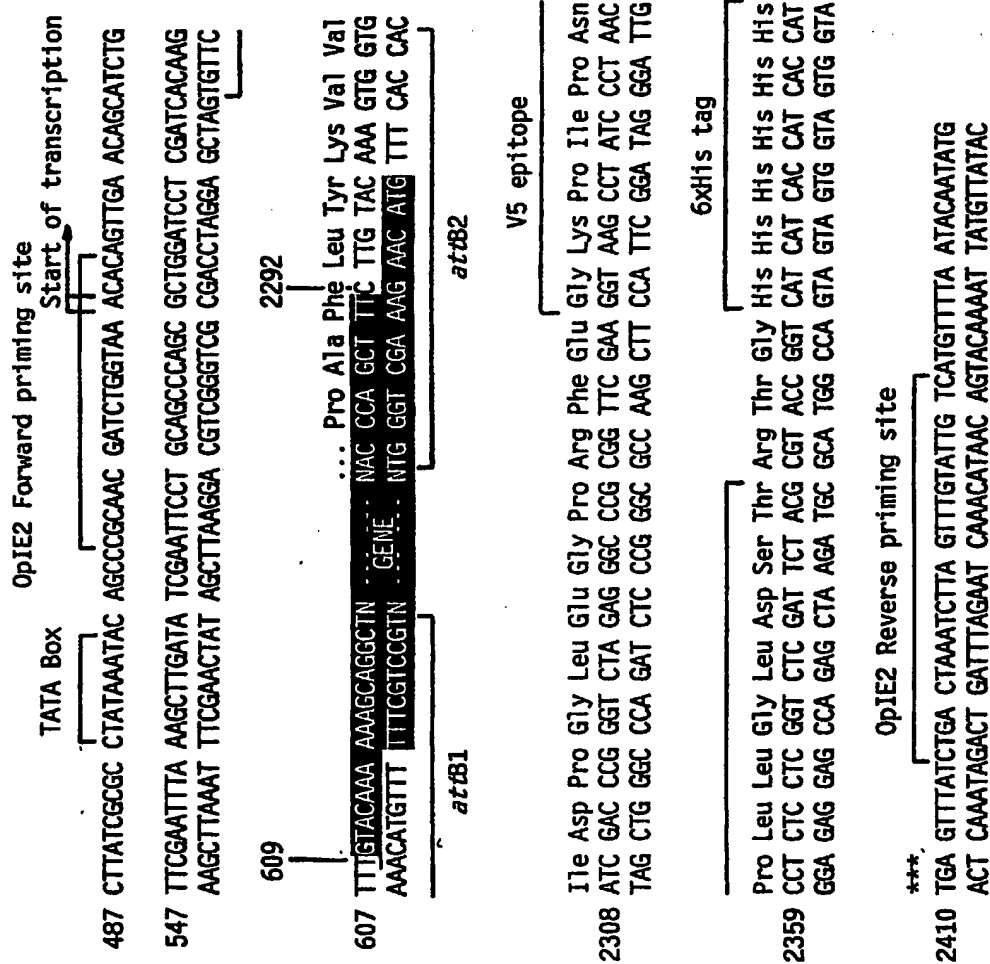 OpIE2 Forward priming site
TATA Box
Start of transcription
487 CTTATCGCGC CTATAAATAC AGCCCGCAAC GATCTGGTAA ACACAGTTGA ACAGCATCTG
547 TTCGAATTTA AAGCTTGATA TCGAATTCCT GCAGCCCAGC GCTGGATCCT CGATCACAAG
AAGCTTAAAT TTCGAACTAT AGCTTAAGGA CGTCGGGTCG CGACCTAGGA GCTAGTGTTC
609
2292
... Pro Ala Phe Leu Tyr Lys Val Val
607 TTTGTACAAA AAAGCAGGCTN ...... NAC CCA GCT TTC TTG TAC AAA GTG GTG
GENE
AAACATGTTT TTTCGTCCGTN ...... NTG GGT CGA AAG AAC ATG TTT CAC CAC
attB1
attB2
V5 epitope
Ile Asp Pro Gly Leu Glu Gly Pro Arg Phe Glu Gly Lys Pro Ile Pro Asn
2308 ATC GAC CCG GGT CTA GAG GGC CCG CGG TTC GAA GGT AAG CCT ATC CCT AAC
TAG CTG GGC CCA GAT CTC CCG GGC GCC AAG CTT CCA TTC GGA TAG GGA TTG
6xHis tag
Pro Leu Leu Gly Leu Asp Ser Thr Arg Thr Gly His His His His His His
2359 CCT CTC CTC GGT CTC GAT TCT ACG CGT ACC GGT CAT CAT CAC CAT CAC CAT
GGA GAG GAG CCA GAG CTA AGA TGC GCA TGG CCA GTA GTA GTG GTA GTG GTA
OpIE2 Reverse priming site
***
2410 TGA GTTTATCTGA CTAAATCTTA GTTTGTATTG TCATGTTTTA ATACAATATG
ACT CAAATAGACT GATTTAGAAT CAAACATAAC AGTACAAAAT TATGTTATAC